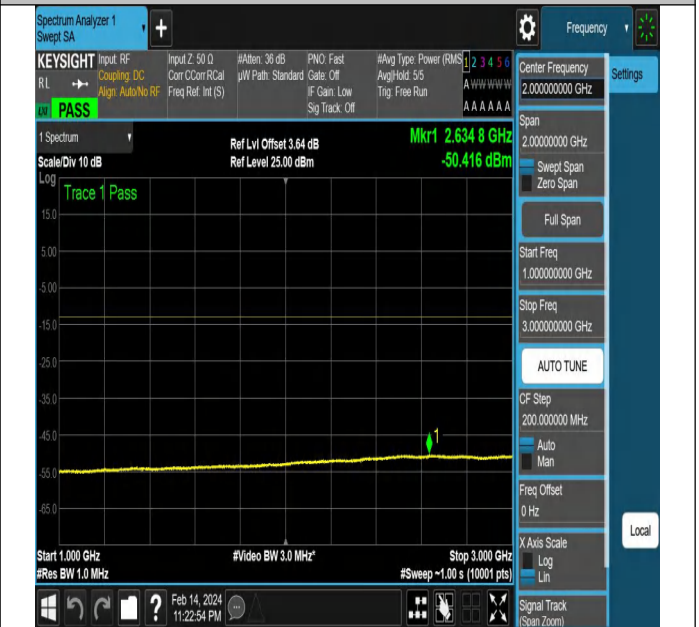 Spectrum Analyzer 1
Swept SA
Frequency
KEYSIGHT
RL
PASS
Input: RF
Coupling: DC
Align: Auto/No RF
Input Z: 50 Ω
Corr CCorr RCal
Freq Ref: Int (S)
#Atten: 36 dB
µW Path: Standard
PNO: Fast
Gate: Off
IF Gain: Low
Sig Track: Off
#Avg Type: Power (RMS
Avg|Hold: 5/5
Trig: Free Run
1 2 3 4 5 6
A W W W W W
A A A A A A
1 Spectrum
Scale/Div 10 dB
Log
Ref Lvl Offset 3.64 dB
Ref Level 25.00 dBm
Mkr1 2.634 8 GHz
-50.416 dBm
Trace 1 Pass
15.0
5.00
-5.00
-15.0
-25.0
-35.0
-45.0
-55.0
-65.0
1
Start 1.000 GHz
#Res BW 1.0 MHz
#Video BW 3.0 MHz*
Stop 3.000 GHz
#Sweep ~1.00 s (10001 pts)
Feb 14, 2024
11:22:54 PM
Center Frequency
2.000000000 GHz
Span
2.00000000 GHz
Swept Span
Zero Span
Full Span
Start Freq
1.000000000 GHz
Stop Freq
3.000000000 GHz
AUTO TUNE
CF Step
200.000000 MHz
Auto
Man
Freq Offset
0 Hz
X Axis Scale
Log
Lin
Signal Track
(Span Zoom)
Settings
Local